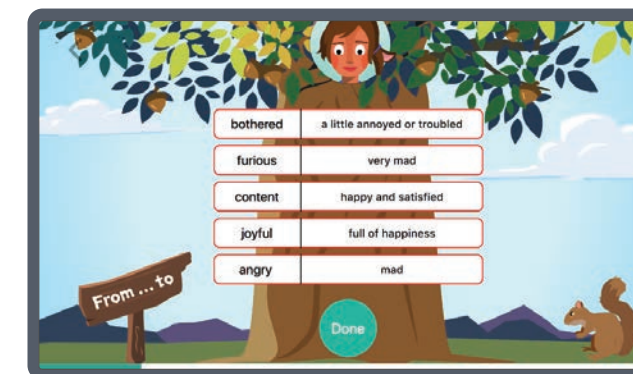 bothered a little annoyed or troubled
furious very mad
content happy and satisfied
joyful full of happiness
angry mad
From ... to
Done